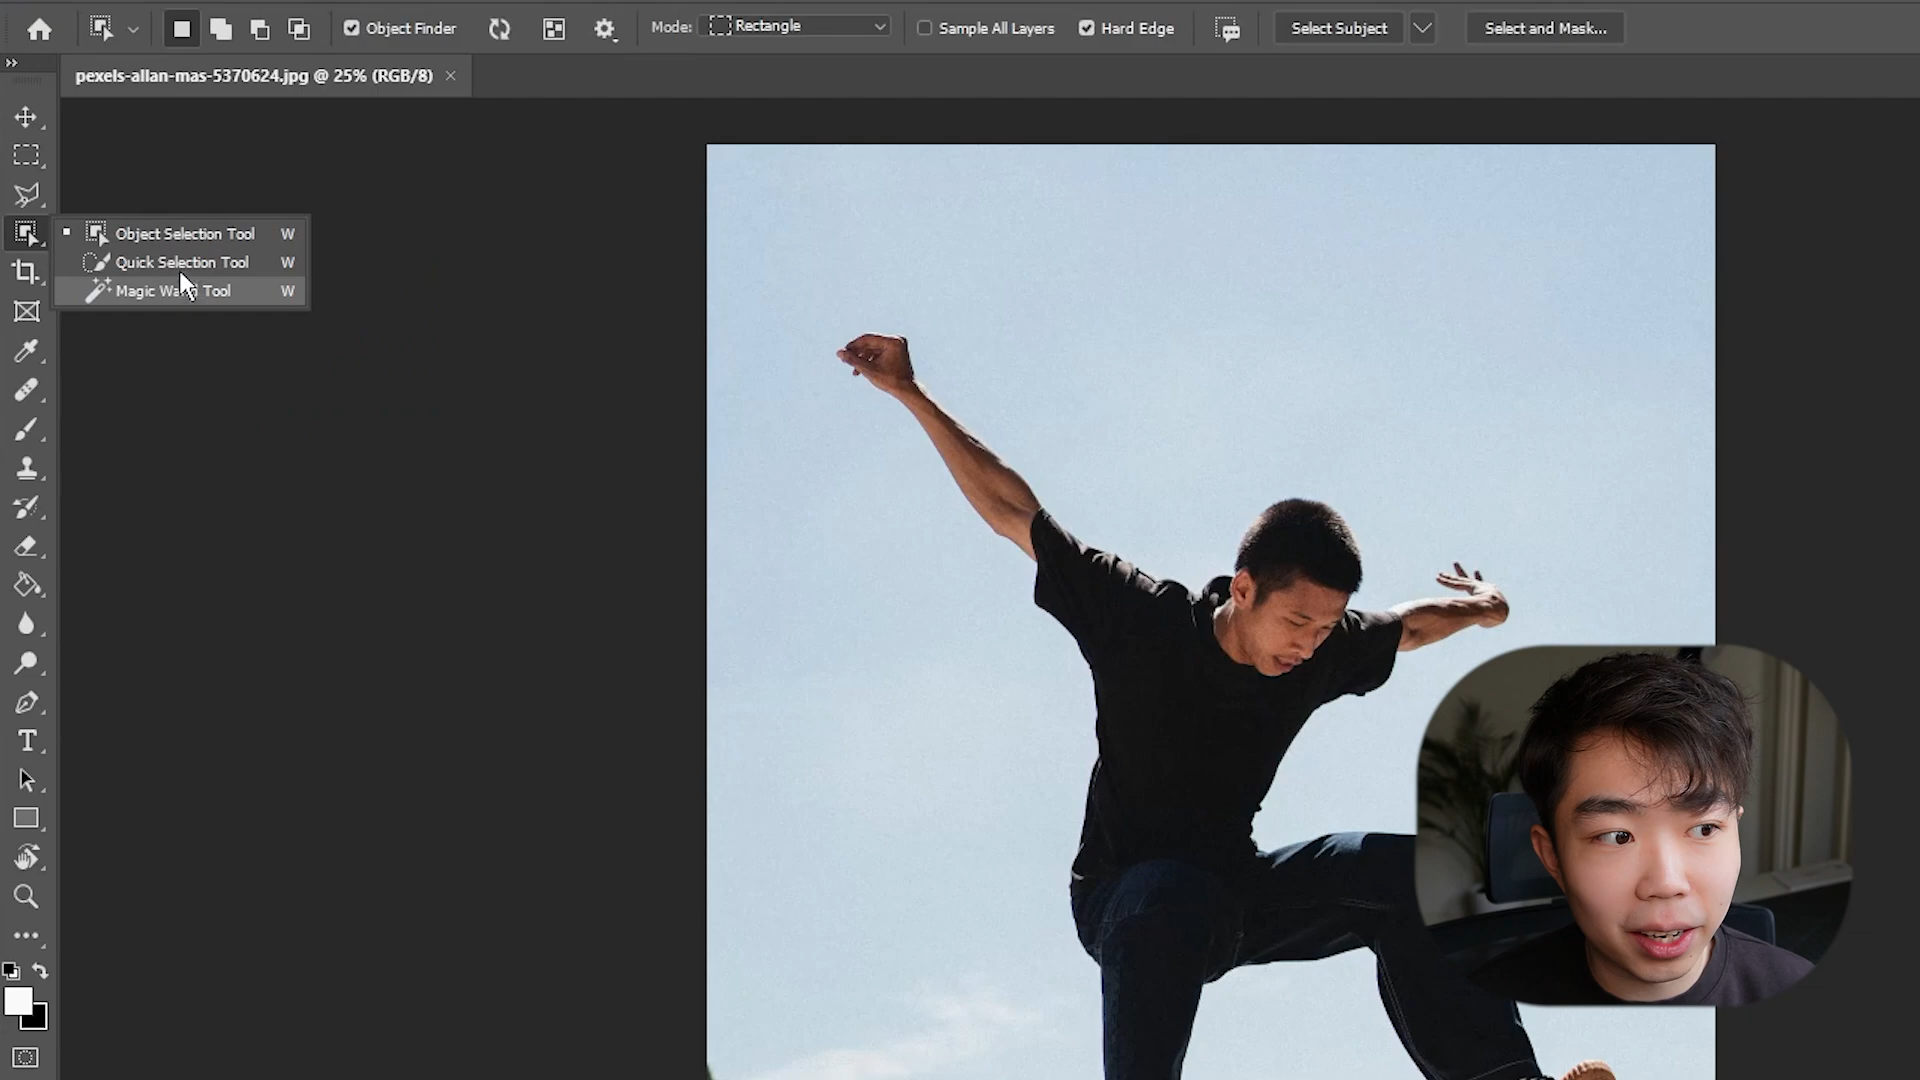 Object Finder
Mode: Rectangle
Sample All Layers
Hard Edge
Select Subject
Select and Mask...
pexels-allan-mas-5370624.jpg @ 25% (RGB/8) ×
Object Selection Tool W
Quick Selection Tool W
Magic Wand Tool W